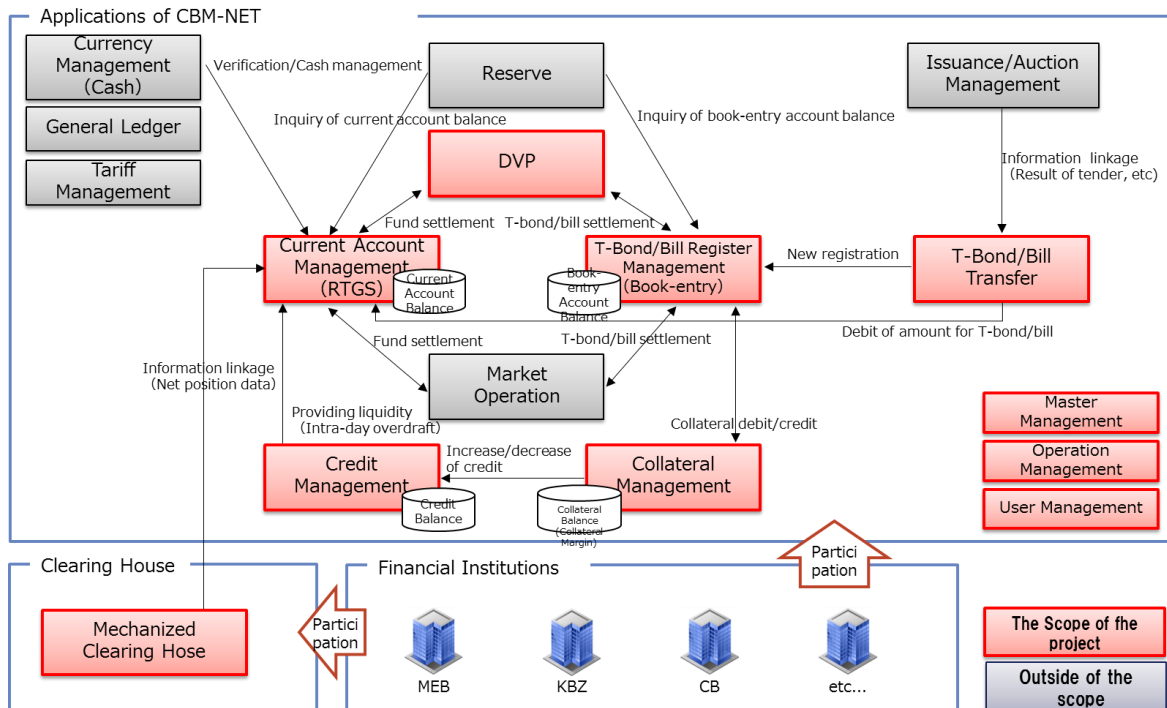 Applications of CBM-NET
Currency
Management
(Cash)
General Ledger
Tariff
Management
Verification/Cash management
Reserve
Issuance/Auction
Management
Inquiry of current account balance
Inquiry of book-entry account balance
DVP
Information linkage
(Result of tender, etc)
Fund settlement
T-bond/bill settlement
Current Account
Management
(RTGS)
Current
Account
Balance
T-Bond/Bill Register
Management
(Book-entry)
Book-
entry
Account
Balance
New registration
T-Bond/Bill
Transfer
Debit of amount for T-bond/bill
Fund settlement
T-bond/bill settlement
Information linkage
(Net position data)
Market
Operation
Providing liquidity
(Intra-day overdraft)
Collateral debit/credit
Master
Management
Credit
Management
Credit
Balance
Increase/decrease
of credit
Collateral
Management
Collateral Balance
(Collateral
Margin)
Operation
Management
User Management
Clearing House
Mechanized
Clearing Hose
Partici
pation
Financial Institutions
Partici
pation
MEB
KBZ
CB
etc...
The Scope of fhe
project
Outside of the
scope